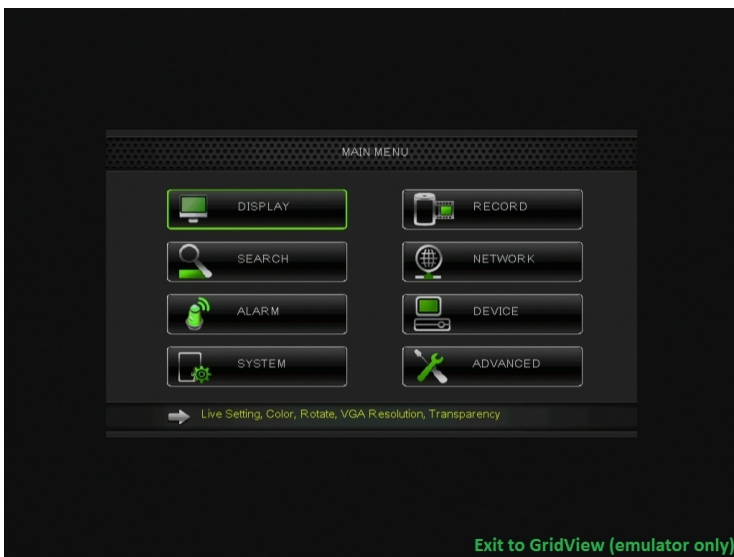 MAIN MENU
DISPLAY
RECORD
SEARCH
NETWORK
ALARM
DEVICE
SYSTEM
ADVANCED
Live Setting, Color, Rotate, VGA Resolution, Transparency
Exit to GridView (emulator only)